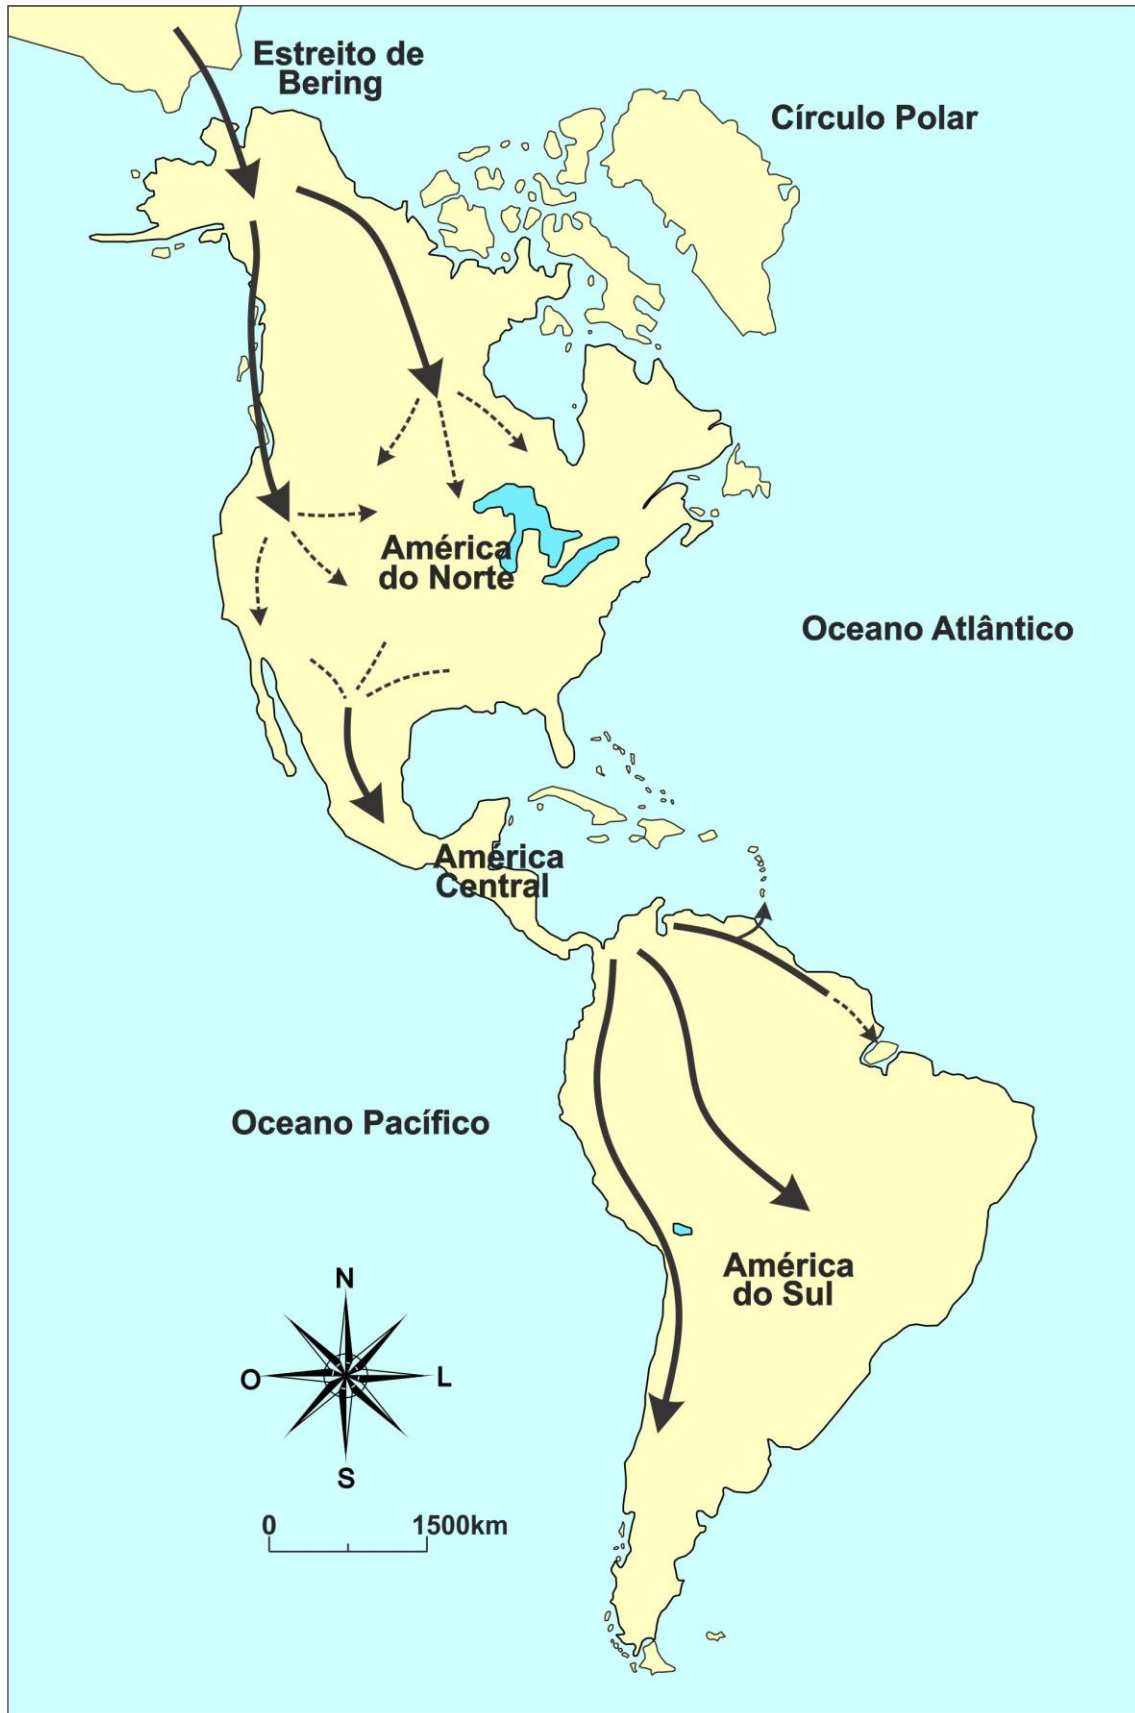 Estreito de
Bering
Círculo Polar
América
do Norte
Oceano Atlântico
América
Central
Oceano Pacífico
América
do Sul
N
O
L
S
0
1500km